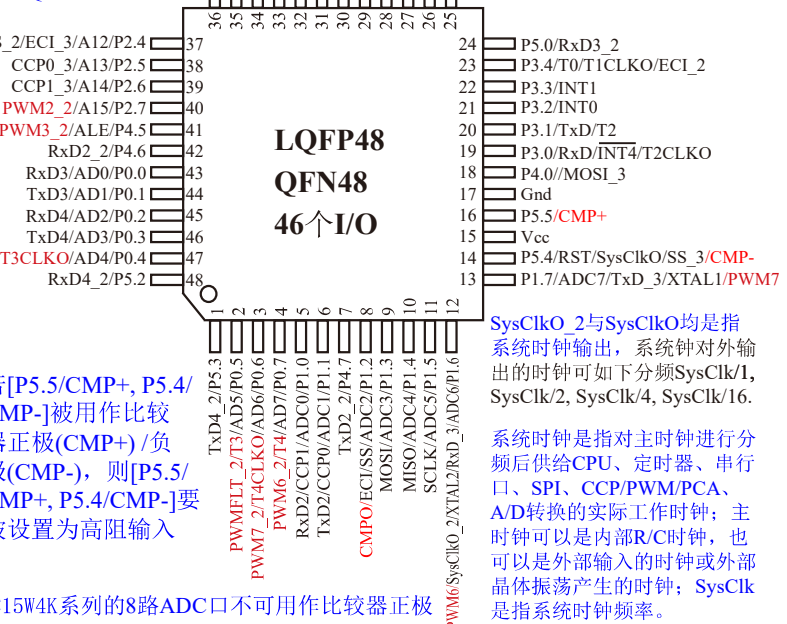 36 35 34 33 32 31 30 29 28 27 26 25
_2/ECI_3/A12/P2.4 37
CCP0_3/A13/P2.5 38
CCP1_3/A14/P2.6 39
PWM2_2/A15/P2.7 40
PWM3_2/ALE/P4.5 41
RxD2_2/P4.6 42
RxD3/AD0/P0.0 43
TxD3/AD1/P0.1 44
RxD4/AD2/P0.2 45
TxD4/AD3/P0.3 46
T3CLKO/AD4/P0.4 47
RxD4_2/P5.2 48
LQFP48
QFN48
46个I/O
24 P5.0/RxD3_2
23 P3.4/T0/T1CLKO/ECI_2
22 P3.3/INT1
21 P3.2/INT0
20 P3.1/TxD/T2
19 P3.0/RxD/INT4/T2CLKO
18 P4.0//MOSI_3
17 Gnd
16 P5.5/CMP+
15 Vcc
14 P5.4/RST/SysClkO/SS_3/CMP-
13 P1.7/ADC7/TxD_3/XTAL1/PWM7
1 TxD4_2/P5.3
2 PWMFLT_2/T3/AD5/P0.5
3 PWM7_2/T4CLKO/AD6/P0.6
4 PWM6_2/T4/AD7/P0.7
5 RxD2/CCP1/ADC0/P1.0
6 TxD2/CCP0/ADC1/P1.1
7 TxD2_2/P4.7
8 CMPO/ECI/SS/ADC2/P1.2
9 MOSI/ADC3/P1.3
10 MISO/ADC4/P1.4
11 SCLK/ADC5/P1.5
12 PWM6/SysClkO_2/XTAL2/RxD_3/ADC6/P1.6
[P5.5/CMP+, P5.4/
MP-]被用作比较
正极(CMP+) /负
(CMP-)，则[P5.5/
MP+, P5.4/CMP-]要
设置为高阻输入
SysClkO_2与SysClkO均是指
系统时钟输出，系统钟对外输
出的时钟可如下分频SysClk/1,
SysClk/2, SysClk/4, SysClk/16.
系统时钟是指对主时钟进行分
频后供给CPU、定时器、串行
口、SPI、CCP/PWM/PCA、
A/D转换的实际工作时钟；主
时钟可以是内部R/C时钟，也
可以是外部输入的时钟或外部
晶体振荡产生的时钟；SysClk
是指系统时钟频率。
15W4K系列的8路ADC口不可用作比较器正极